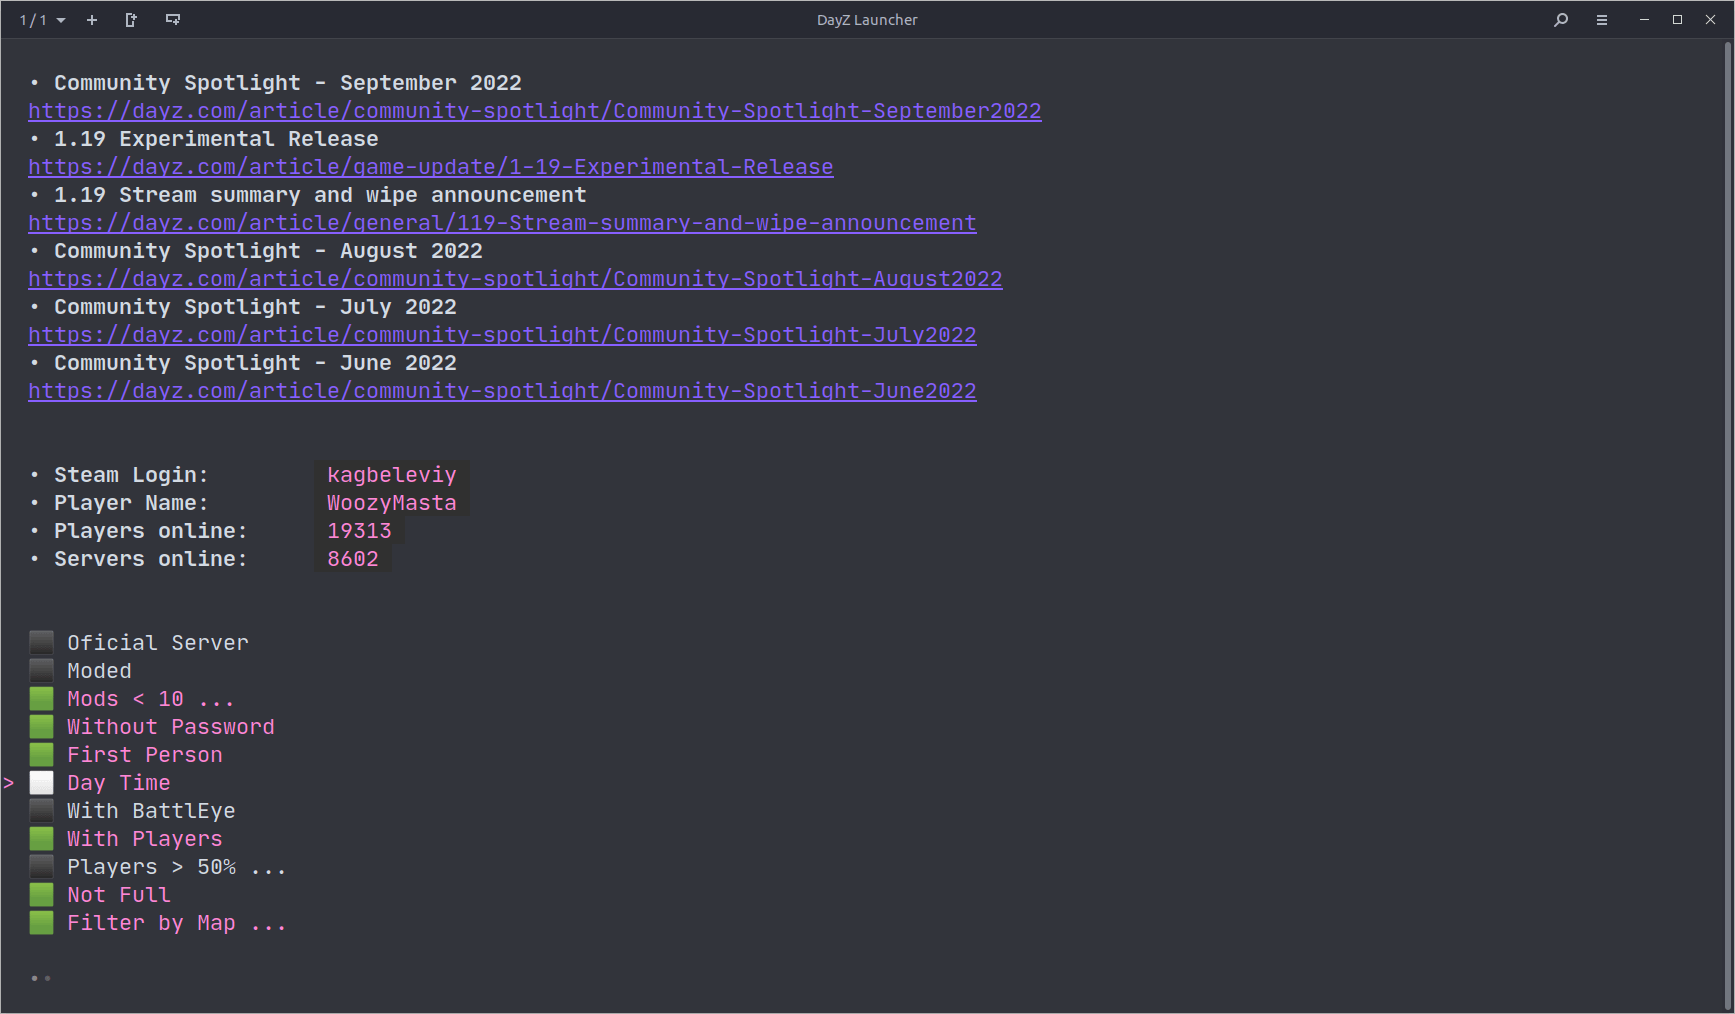 1 / 1
DayZ Launcher
• Community Spotlight - September 2022
https://dayz.com/article/community-spotlight/Community-Spotlight-September2022
• 1.19 Experimental Release
https://dayz.com/article/game-update/1-19-Experimental-Release
• 1.19 Stream summary and wipe announcement
https://dayz.com/article/general/119-Stream-summary-and-wipe-announcement
• Community Spotlight - August 2022
https://dayz.com/article/community-spotlight/Community-Spotlight-August2022
• Community Spotlight - July 2022
https://dayz.com/article/community-spotlight/Community-Spotlight-July2022
• Community Spotlight - June 2022
https://dayz.com/article/community-spotlight/Community-Spotlight-June2022
• Steam Login: kagbeleviy
• Player Name: WoozyMasta
• Players online: 19313
• Servers online: 8602
Oficial Server
Moded
Mods < 10 ...
Without Password
First Person
> Day Time
With BattlEye
With Players
Players > 50% ...
Not Full
Filter by Map ...
••